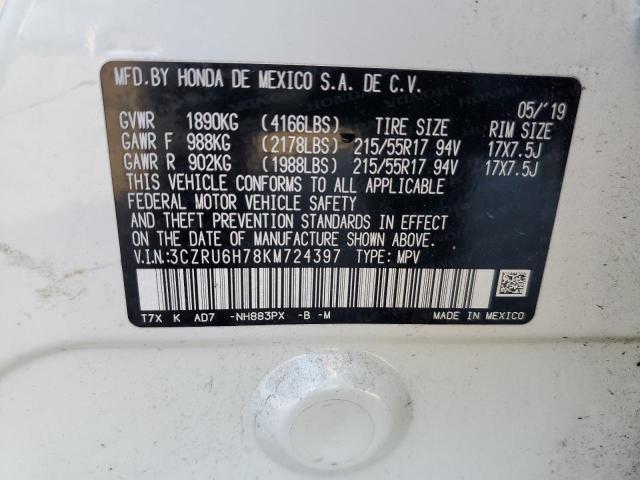 MFD.BY HONDA DE MEXICO S.A. DE C.V.
05/'19
GVWR 1890KG (4166LBS) TIRE SIZE RIM SIZE
GAWR F 988KG (2178LBS) 215/55R17 94V 17X7.5J
GAWR R 902KG (1988LBS) 215/55R17 94V 17X7.5J
THIS VEHICLE CONFORMS TO ALL APPLICABLE
FEDERAL MOTOR VEHICLE SAFETY
AND THEFT PREVENTION STANDARDS IN EFFECT
ON THE DATE OF MANUFACTURE SHOWN ABOVE.
V.I.N:3CZRU6H78KM724397 TYPE: MPV
T7X K AD7 -NH883PX -B -M MADE IN MEXICO